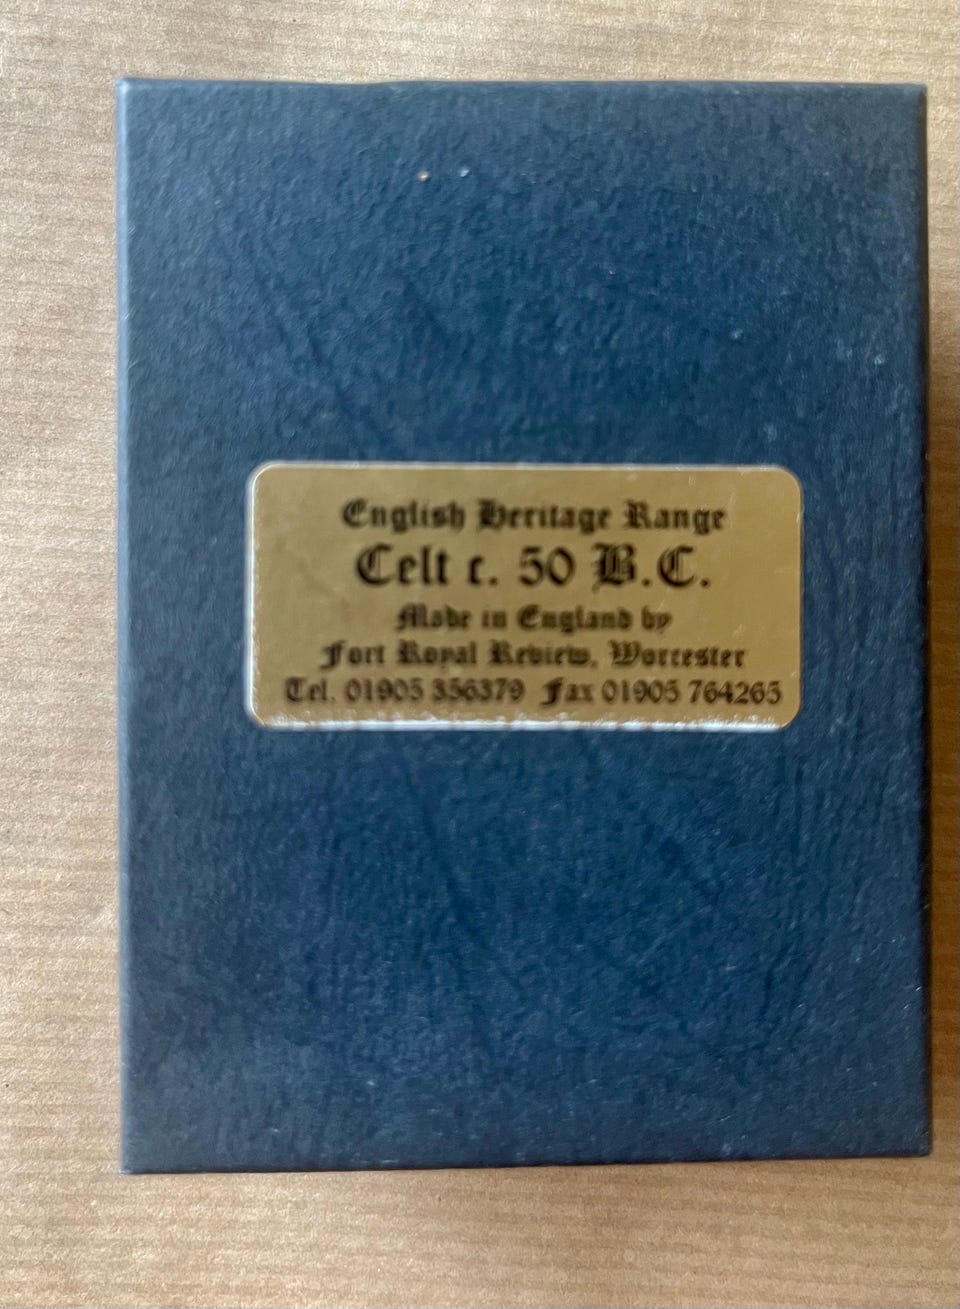 English Heritage Range
Celt c. 50 B.C.
Made in England by
Fort Royal Review, Worcester
Tel. 01905 356379 Fax 01905 764265